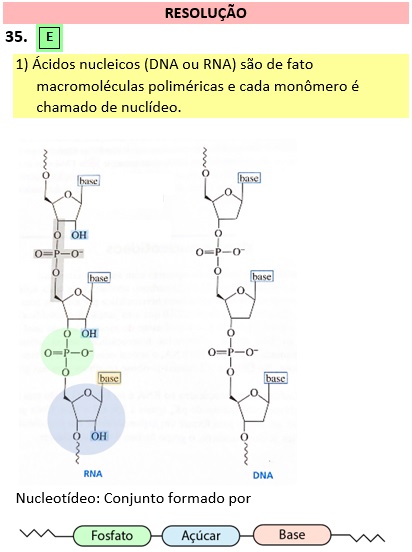 RESOLUÇÃO
35. E
1) Ácidos nucleicos (DNA ou RNA) são de fato
macromoléculas poliméricas e cada monômero é
chamado de nuclídeo.
O base base
O O
O OH O
O=P—O⁻ O=P—O⁻
O O
base base
O O
O OH O
O=P—O⁻ O=P—O⁻
O base O base
O O
O OH O
RNA DNA
Nucleotídeo: Conjunto formado por
Fosfato Açúcar Base